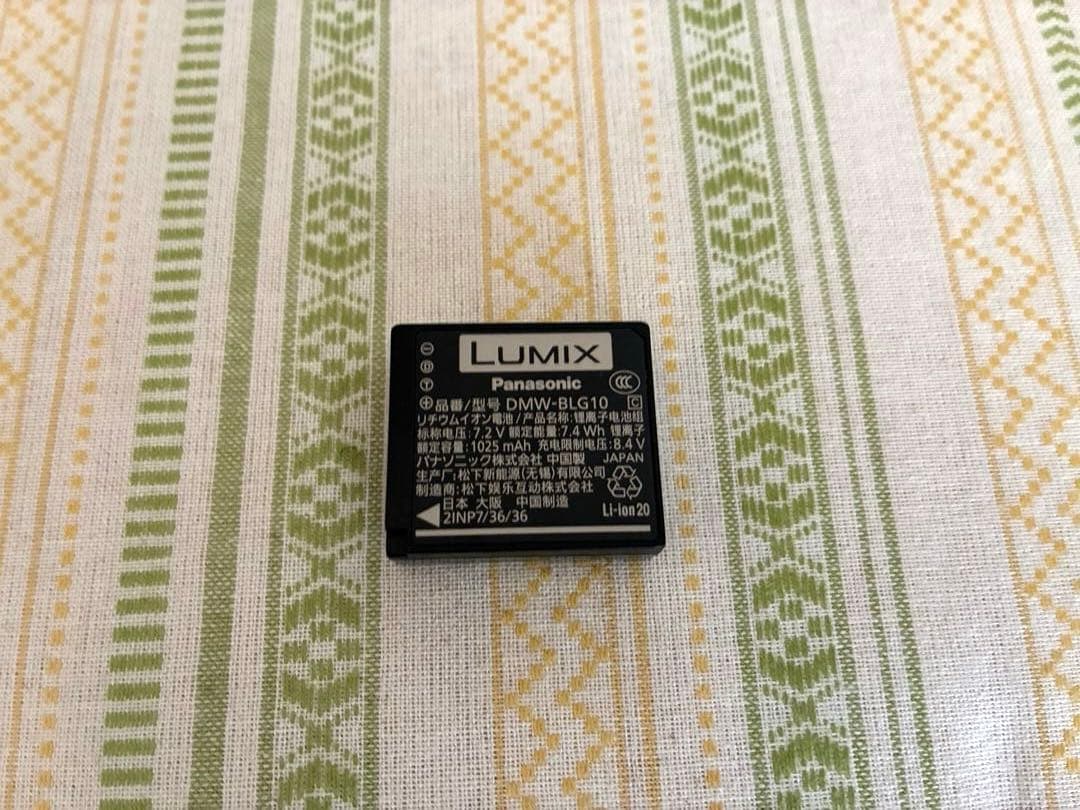 LUMIX
Panasonic
品番/型号 DMW-BLG10
リチウムイオン電池/产品名称:锂离子电池组
标称电压:7.2 V 额定能量:7.4 Wh 锂离子
额定容量:1025 mAh 充电限制电压:8.4 V
パナソニック株式会社 中国製 JAPAN
生产厂:松下新能源(无锡)有限公司
制造商:松下娱乐互动株式会社
日本 大阪 中国制造
2INP7/36/36
Li-ion20